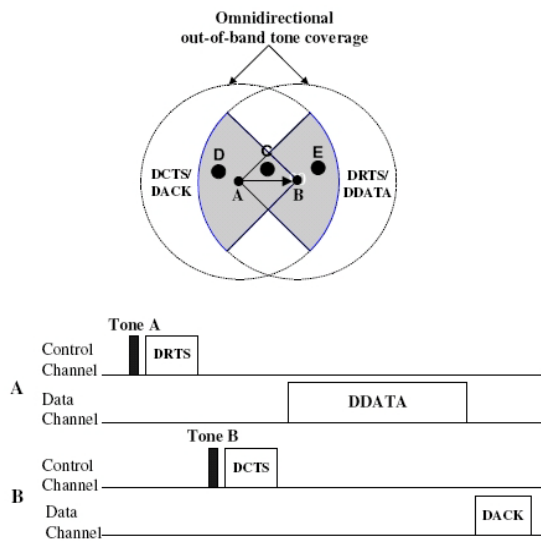 Omnidirectional
out-of-band tone coverage
D
C
E
DCTS/
DACK
A
B
DRTS/
DDATA
Tone A
Control
Channel
DRTS
A
Data
Channel
DDATA
Tone B
Control
Channel
DCTS
B
Data
Channel
DACK